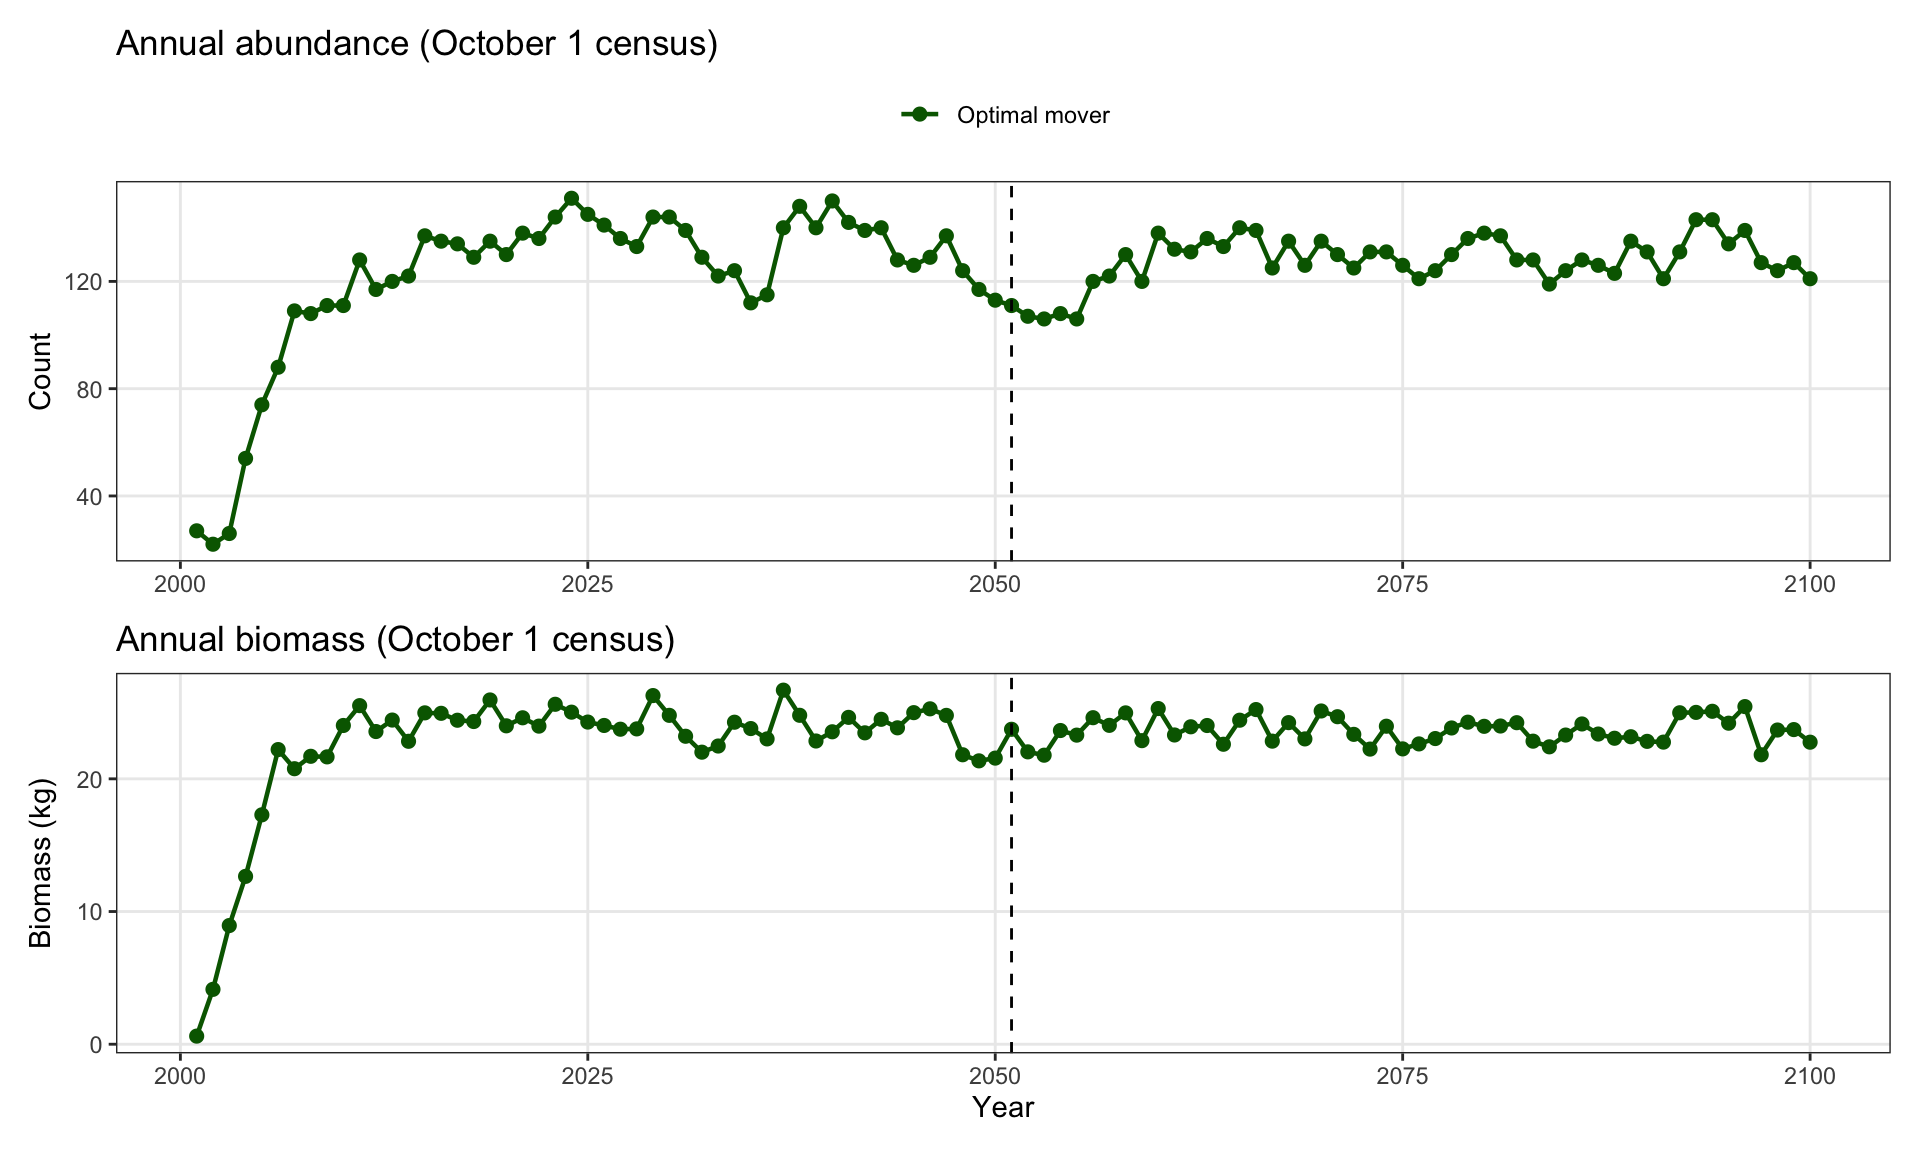 Annual abundance (October 1 census)
Optimal mover
Count
120
80
40
2000 2025 2050 2075 2100
Annual biomass (October 1 census)
Biomass (kg)
20
10
0
2000 2025 2050 2075 2100
Year